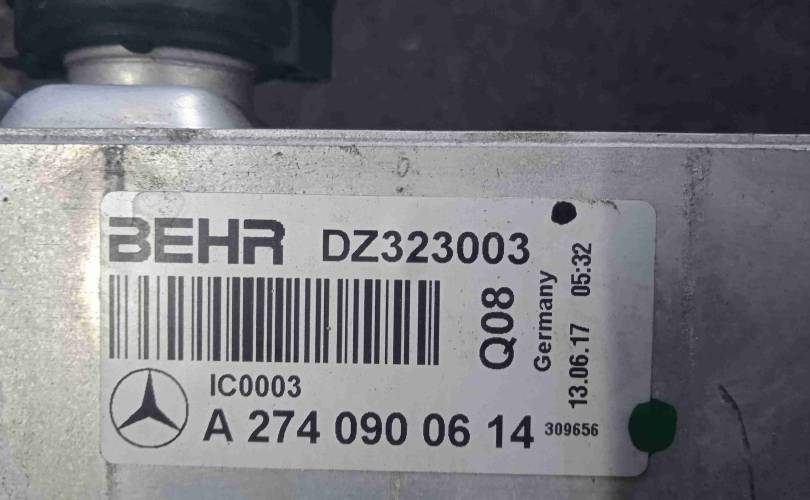 BEHR DZ323003
Q08
Germany
13.06.17 05:32
IC0003
A 274 090 06 14 309656